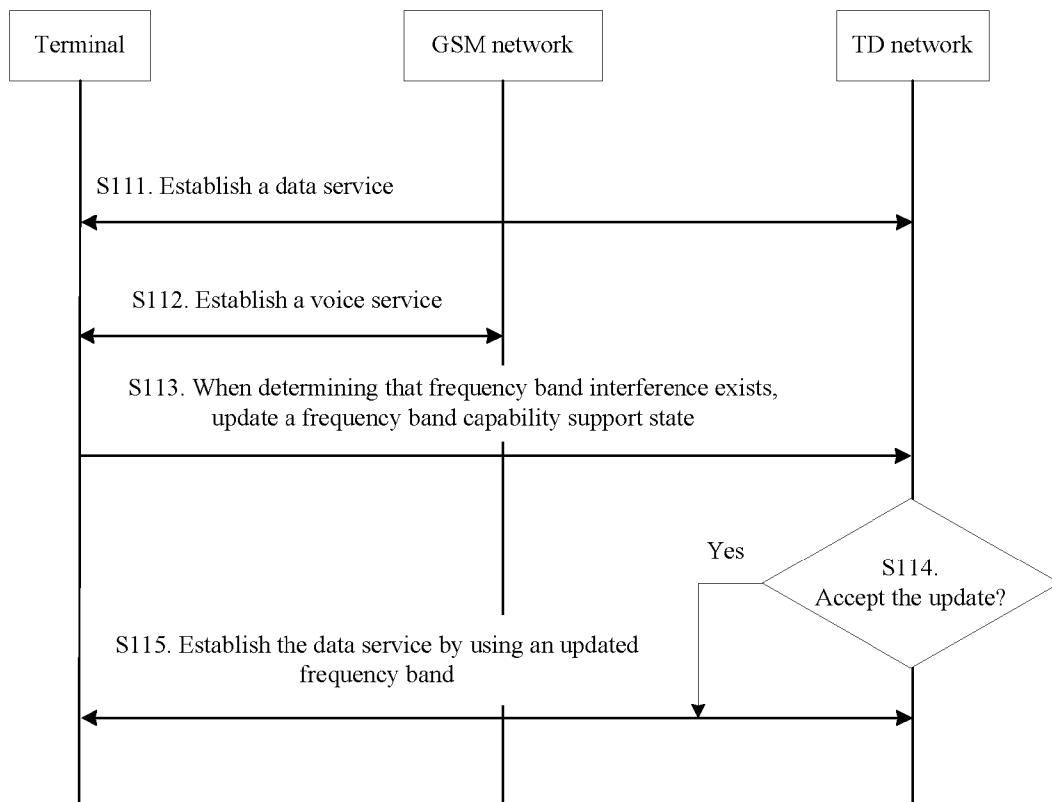 Terminal
GSM network
TD network
S111. Establish a data service
S112. Establish a voice service
S113. When determining that frequency band interference exists,
update a frequency band capability support state
Yes
S114.
Accept the update?
S115. Establish the data service by using an updated
frequency band